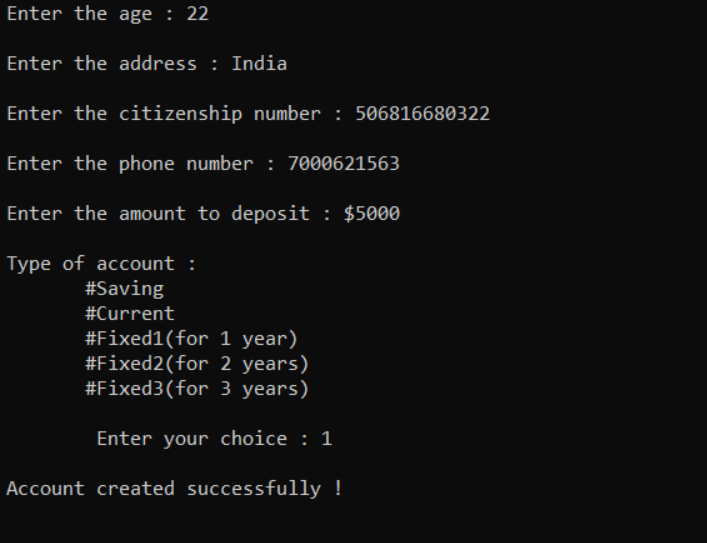 Enter the age : 22
Enter the address : India
Enter the citizenship number : 506816680322
Enter the phone number : 7000621563
Enter the amount to deposit : $5000
Type of account :
#Saving
#Current
#Fixed1(for 1 year)
#Fixed2(for 2 years)
#Fixed3(for 3 years)
Enter your choice : 1
Account created successfully !